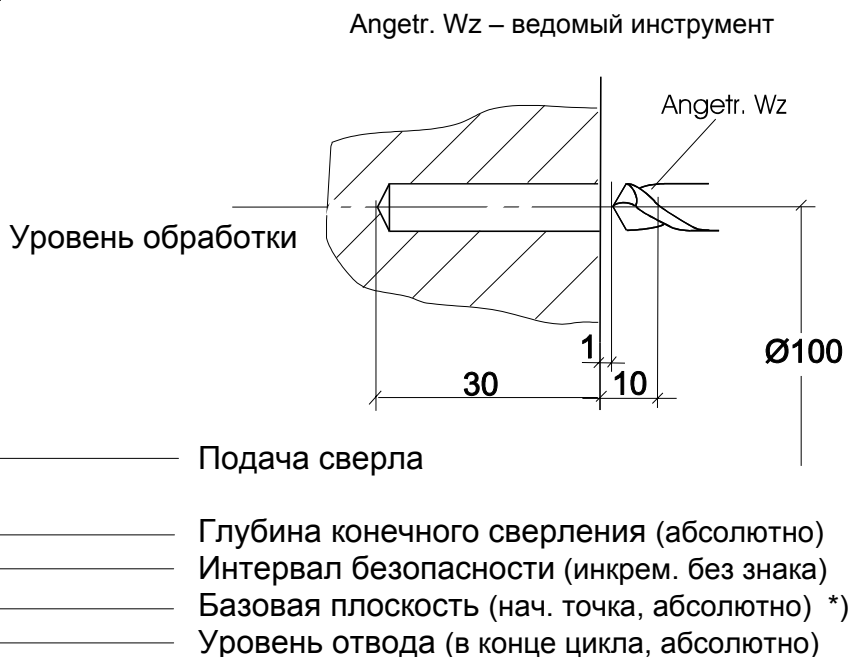 Angetr. Wz – ведомый инструмент
Angetr. Wz
Уровень обработки
1
Ø100
30
10
Подача сверла
Глубина конечного сверления (абсолютно)
Интервал безопасности (инкрем. без знака)
Базовая плоскость (нач. точка, абсолютно) *)
Уровень отвода (в конце цикла, абсолютно)